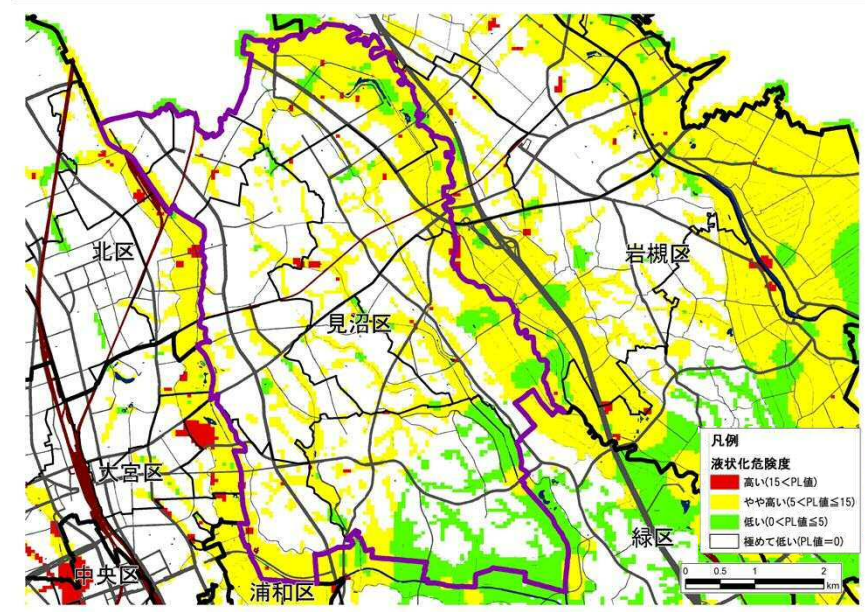 北区
岩槻区
見沼区
大宮区
緑区
中央区
浦和区
凡例
液状化危険度
高い(15<PL値)
やや高い(5<PL値≦15)
低い(0<PL値≦5)
極めて低い(PL値=0)
0 0.5 1 2
km